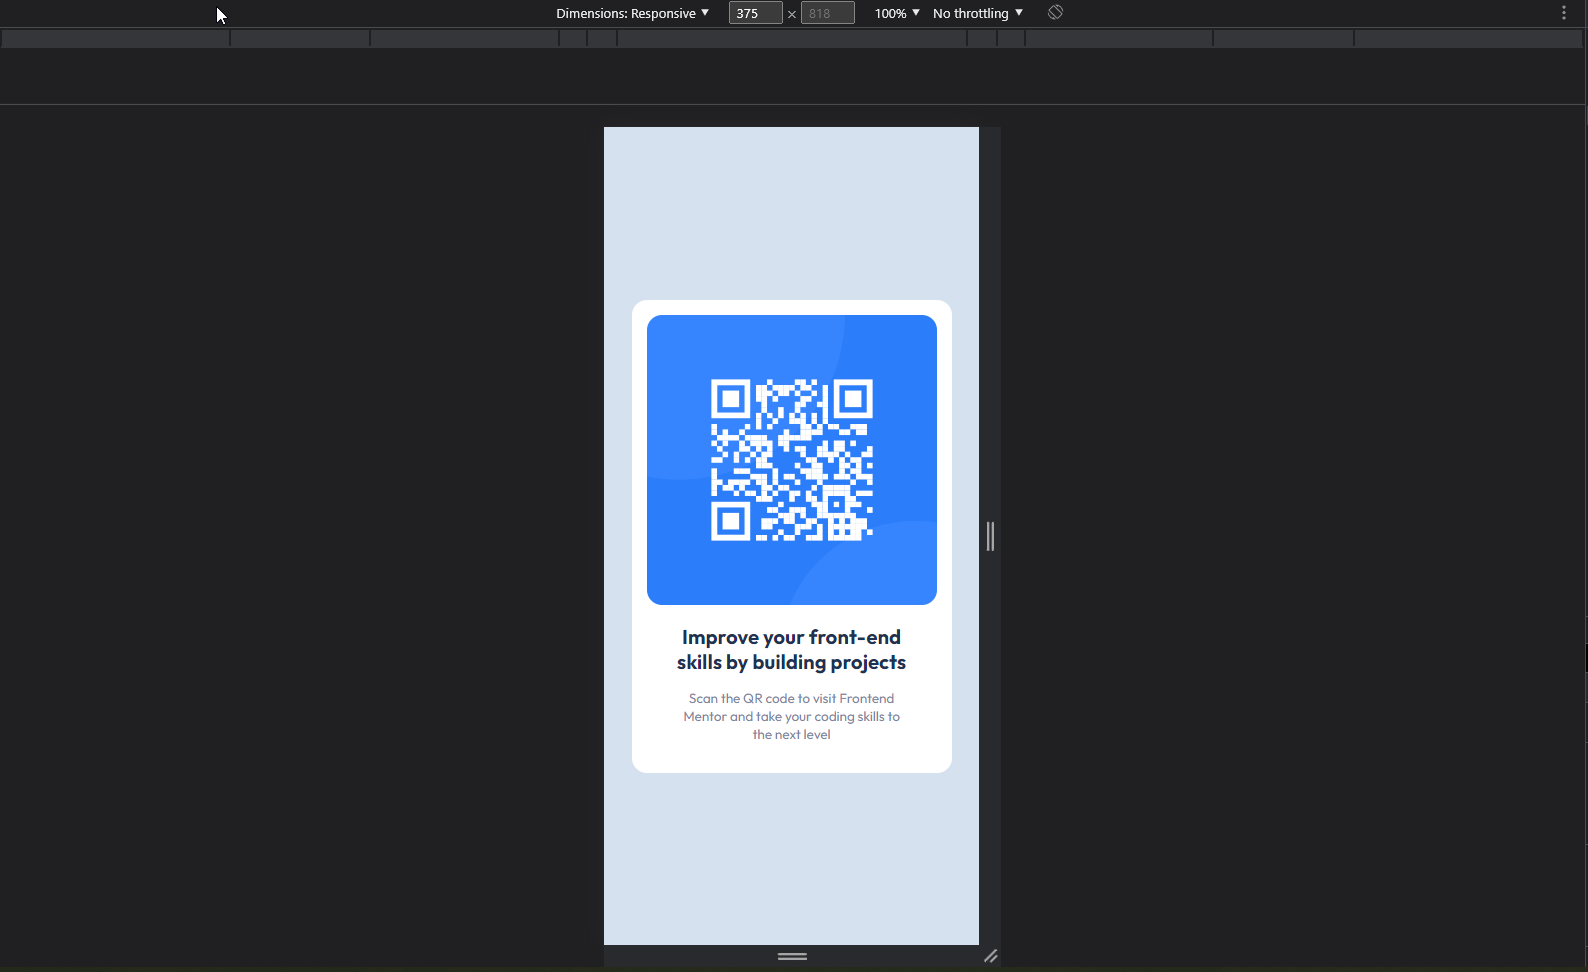 Dimensions: Responsive 375 × 818 100% No throttling
Improve your front-end
skills by building projects
Scan the QR code to visit Frontend
Mentor and take your coding skills to
the next level